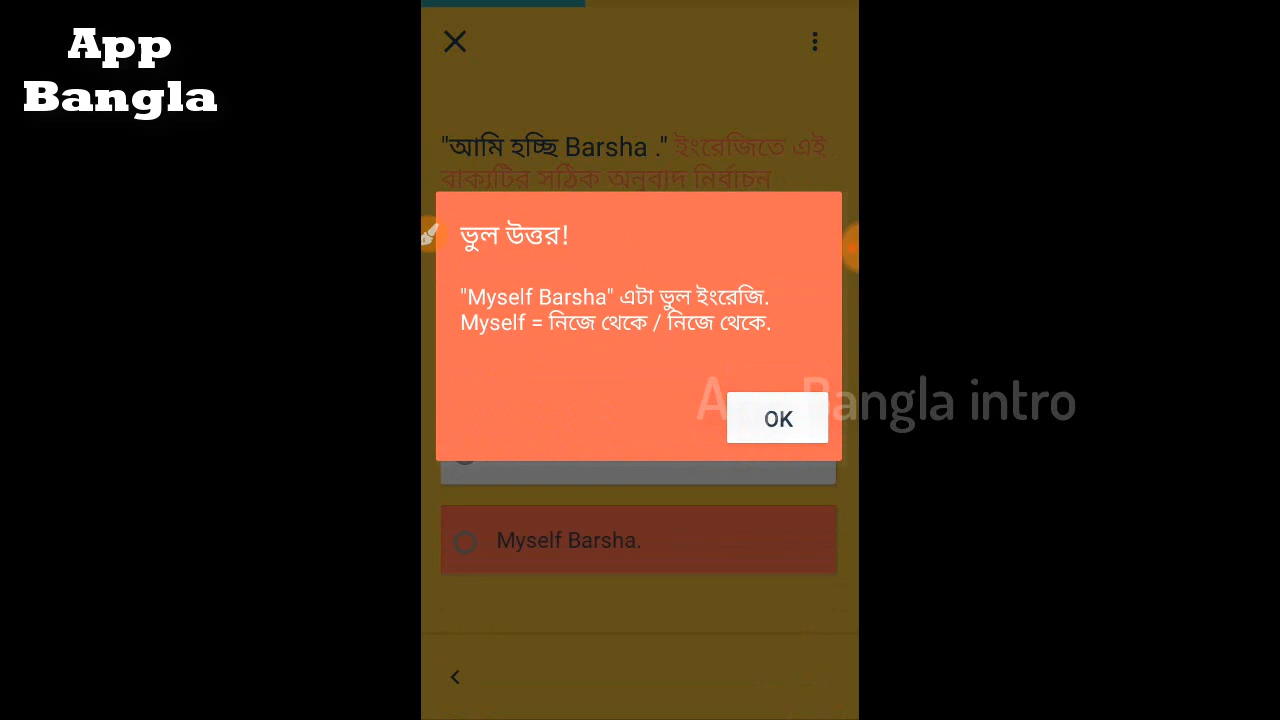 App
Bangla
"আমি হচ্ছি Barsha ." ইংরেজিতে এই
বাক্যটির সঠিক অনুবাদ নির্বাচন
ভুল উত্তর!
"Myself Barsha" এটা ভুল ইংরেজি.
Myself = নিজে থেকে / নিজে থেকে.
App Bangla intro
OK
Myself Barsha.